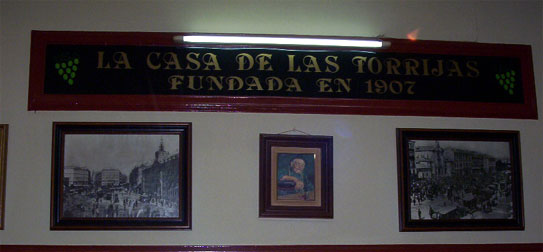 LA CASA DE LAS TORRIJAS
FUNDADA EN 1907